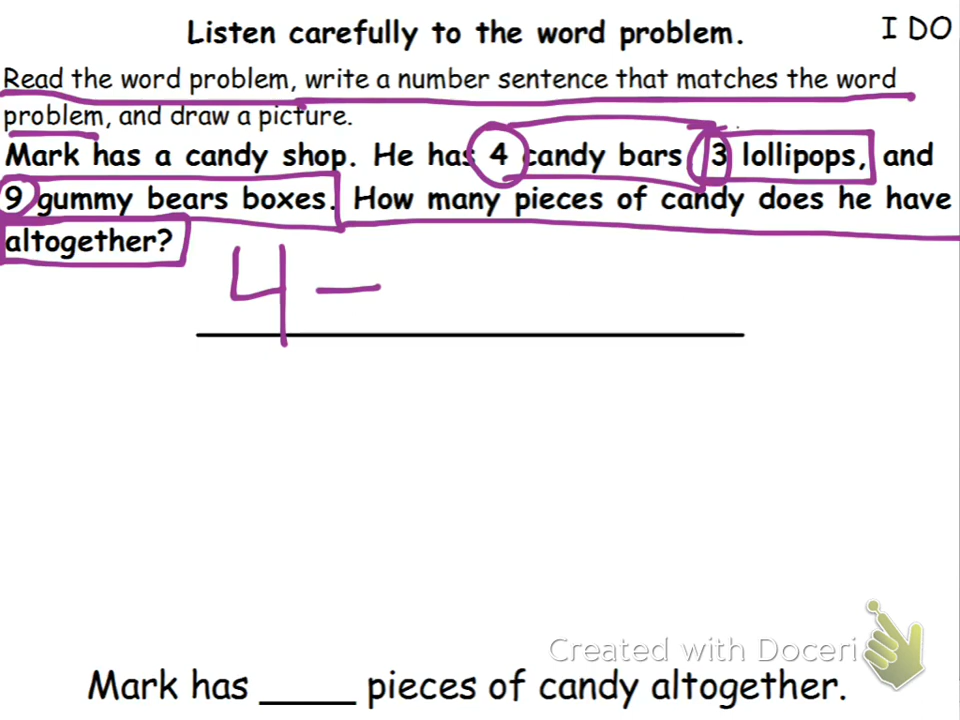 Listen carefully to the word problem.
I DO
Read the word problem, write a number sentence that matches the word
problem, and draw a picture.
Mark has a candy shop. He has 4 candy bars 3 lollipops, and
9 gummy bears boxes. How many pieces of candy does he have
altogether?
4 —
Created with Doceri
Mark has ____ pieces of candy altogether.